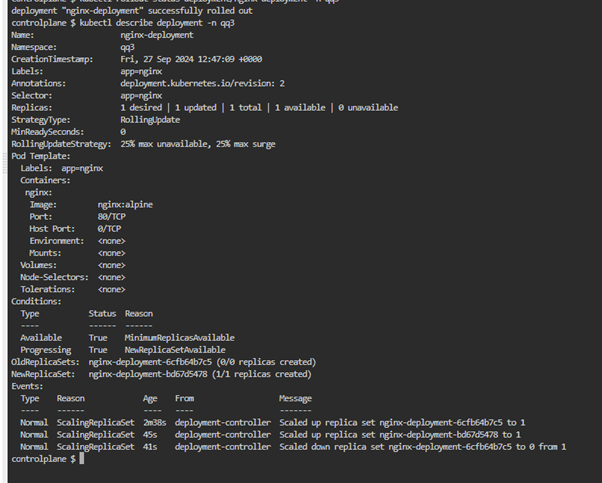 deployment "nginx-deployment" successfully rolled out
controlplane $ kubectl describe deployment -n qq3
Name:                   nginx-deployment
Namespace:              qq3
CreationTimestamp:      Fri, 27 Sep 2024 12:47:09 +0000
Labels:                 app=nginx
Annotations:            deployment.kubernetes.io/revision: 2
Selector:               app=nginx
Replicas:               1 desired | 1 updated | 1 total | 1 available | 0 unavailable
StrategyType:           RollingUpdate
MinReadySeconds:        0
RollingUpdateStrategy:  25% max unavailable, 25% max surge
Pod Template:
  Labels:  app=nginx
  Containers:
   nginx:
    Image:         nginx:alpine
    Port:          80/TCP
    Host Port:     0/TCP
    Environment:   <none>
    Mounts:        <none>
  Volumes:         <none>
  Node-Selectors:  <none>
  Tolerations:     <none>
Conditions:
  Type           Status  Reason
  ----           ------  ------
  Available      True    MinimumReplicasAvailable
  Progressing    True    NewReplicaSetAvailable
OldReplicaSets:  nginx-deployment-6cfb64b7c5 (0/0 replicas created)
NewReplicaSet:   nginx-deployment-bd67d5478 (1/1 replicas created)
Events:
  Type    Reason             Age    From                   Message
  ----    ------             ----   ----                   -------
  Normal  ScalingReplicaSet  2m38s  deployment-controller  Scaled up replica set nginx-deployment-6cfb64b7c5 to 1
  Normal  ScalingReplicaSet  45s    deployment-controller  Scaled up replica set nginx-deployment-bd67d5478 to 1
  Normal  ScalingReplicaSet  41s    deployment-controller  Scaled down replica set nginx-deployment-6cfb64b7c5 to 0 from 1
controlplane $